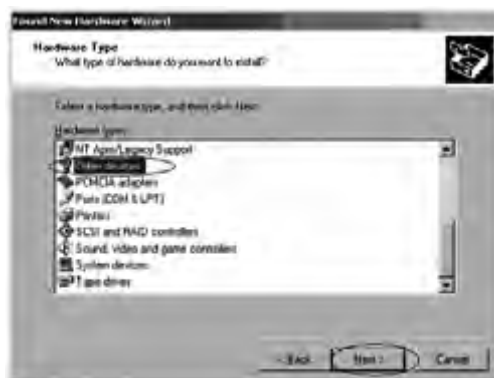 Found New Hardware Wizard
Hardware Type
What type of hardware do you want to install?
Select a hardware type, and then click Next.
Hardware types:
NT Apm/Legacy Support
Other devices
PCMCIA adapters
Ports (COM & LPT)
Printers
SCSI and RAID controllers
Sound, video and game controllers
System devices
Tape drives
< Back
Next >
Cancel